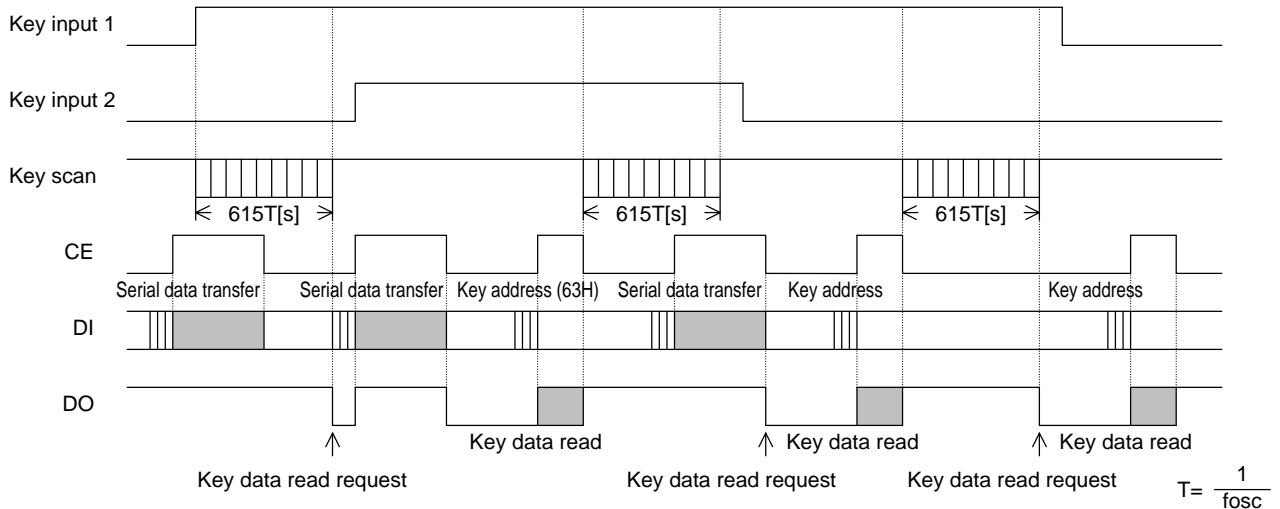 Key input 1
Key input 2
Key scan
615T[s] 615T[s] 615T[s]
CE
Serial data transfer Serial data transfer Key address (63H) Serial data transfer Key address Key address
DI
DO
Key data read Key data read Key data read
Key data read request Key data read request Key data read request
T= 1
fosc